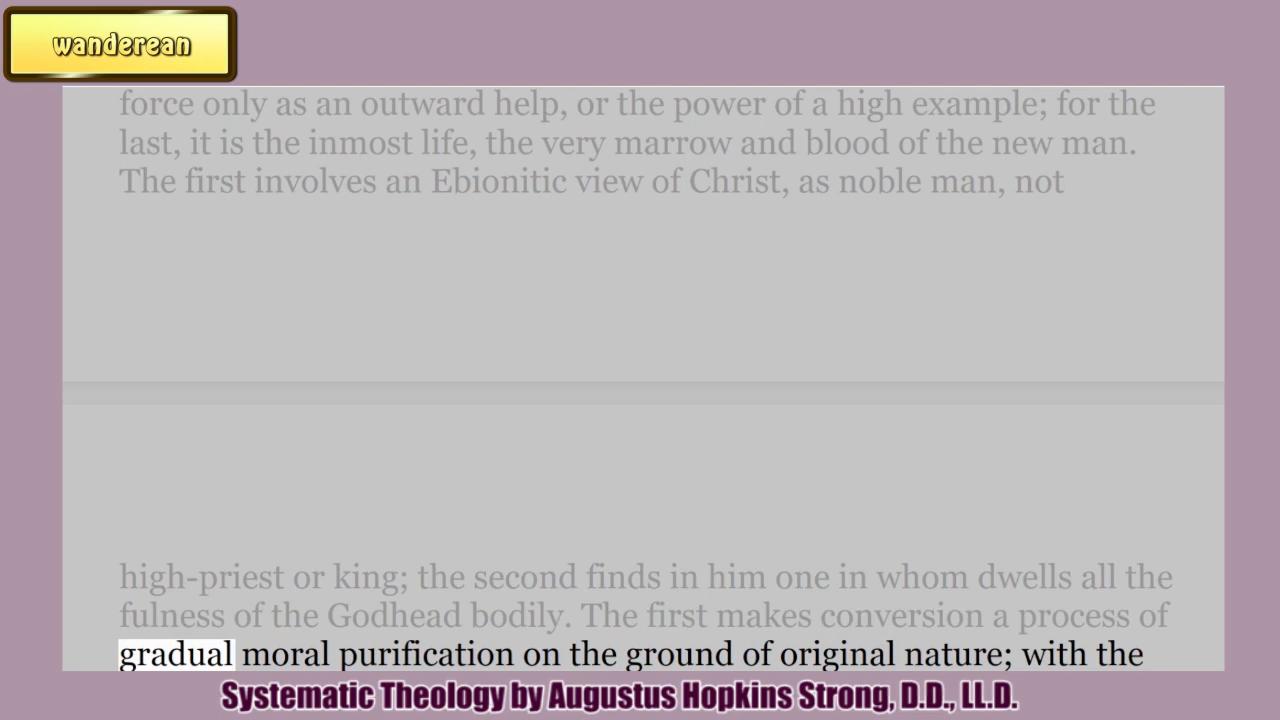 wanderean
force only as an outward help, or the power of a high example; for the
last, it is the inmost life, the very marrow and blood of the new man.
The first involves an Ebionitic view of Christ, as noble man, not
high-priest or king; the second finds in him one in whom dwells all the
fulness of the Godhead bodily. The first makes conversion a process of
gradual moral purification on the ground of original nature; with the
Systematic Theology by Augustus Hopkins Strong, D.D., LL.D.